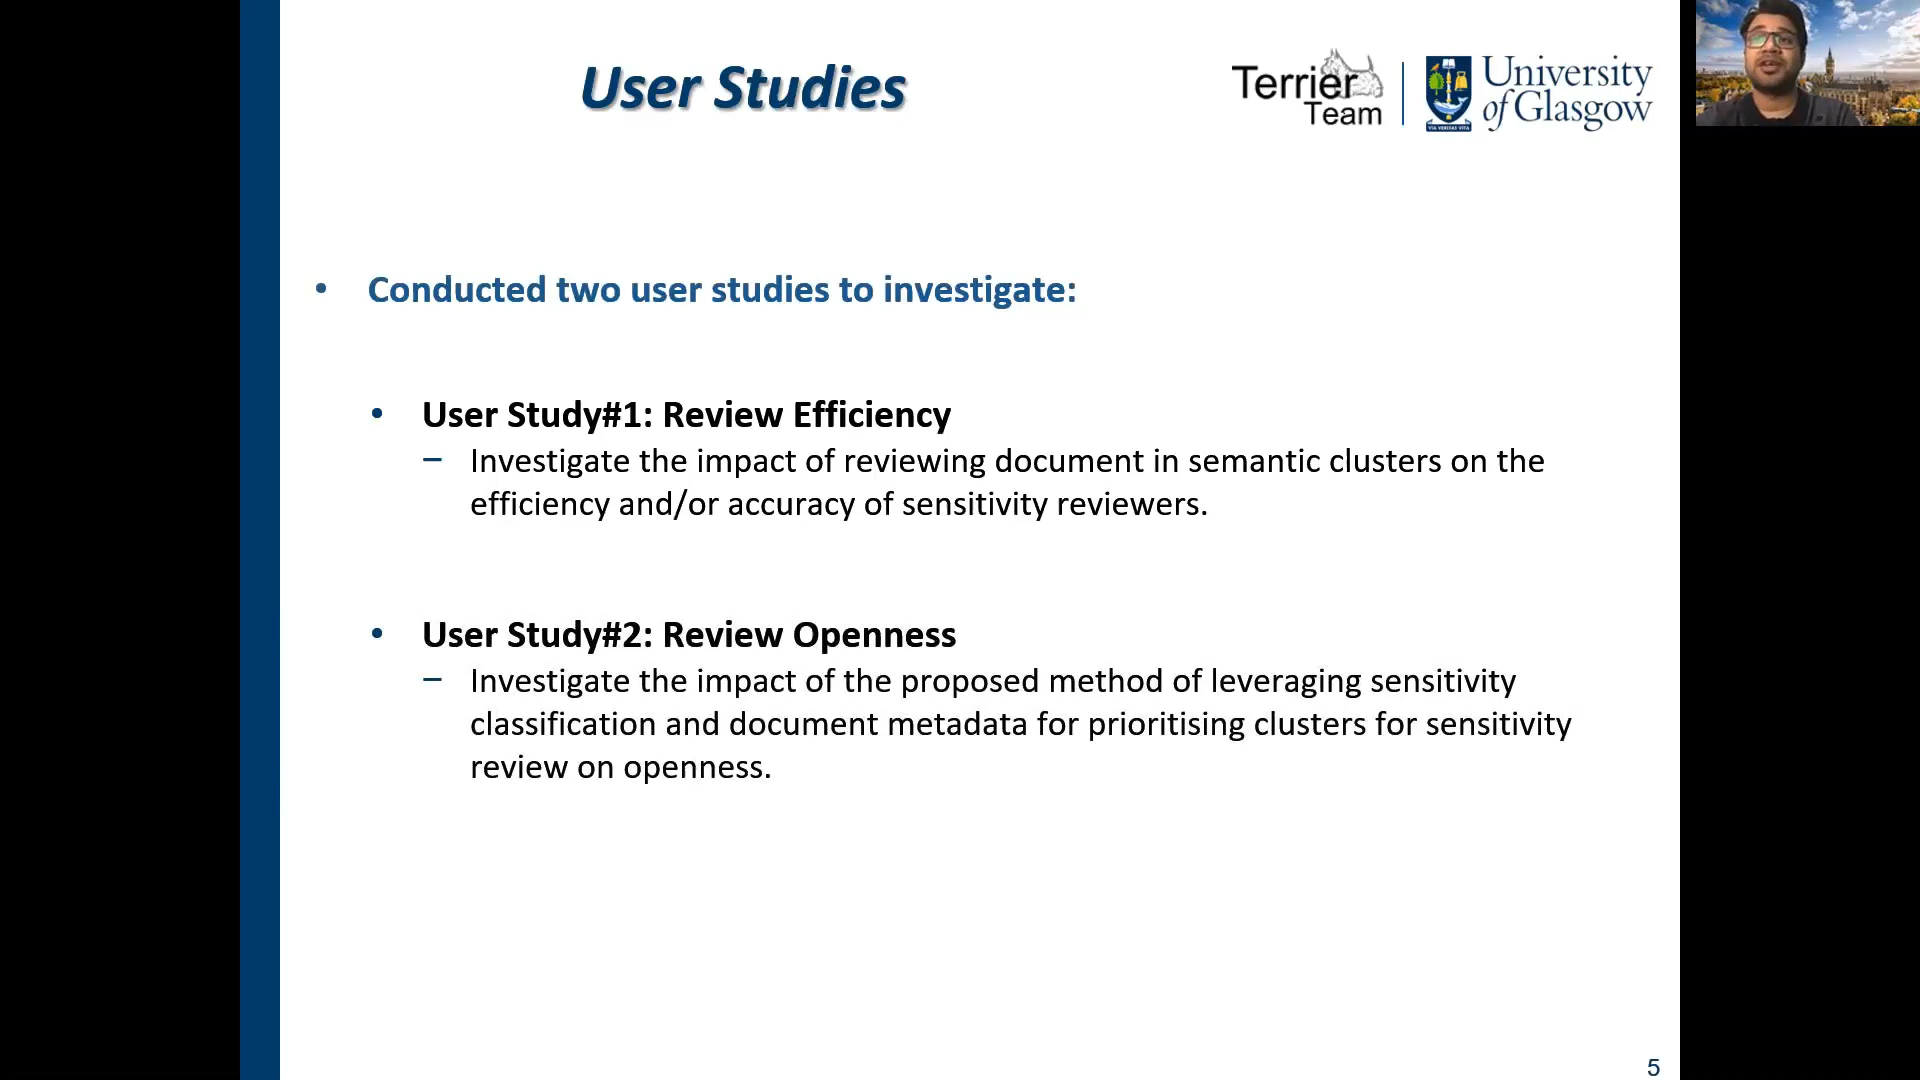 User Studies
Terrier
Team
University
of Glasgow
VIA VERITAS VITA
• Conducted two user studies to investigate:
• User Study#1: Review Efficiency
– Investigate the impact of reviewing document in semantic clusters on the
efficiency and/or accuracy of sensitivity reviewers.
• User Study#2: Review Openness
– Investigate the impact of the proposed method of leveraging sensitivity
classification and document metadata for prioritising clusters for sensitivity
review on openness.
5